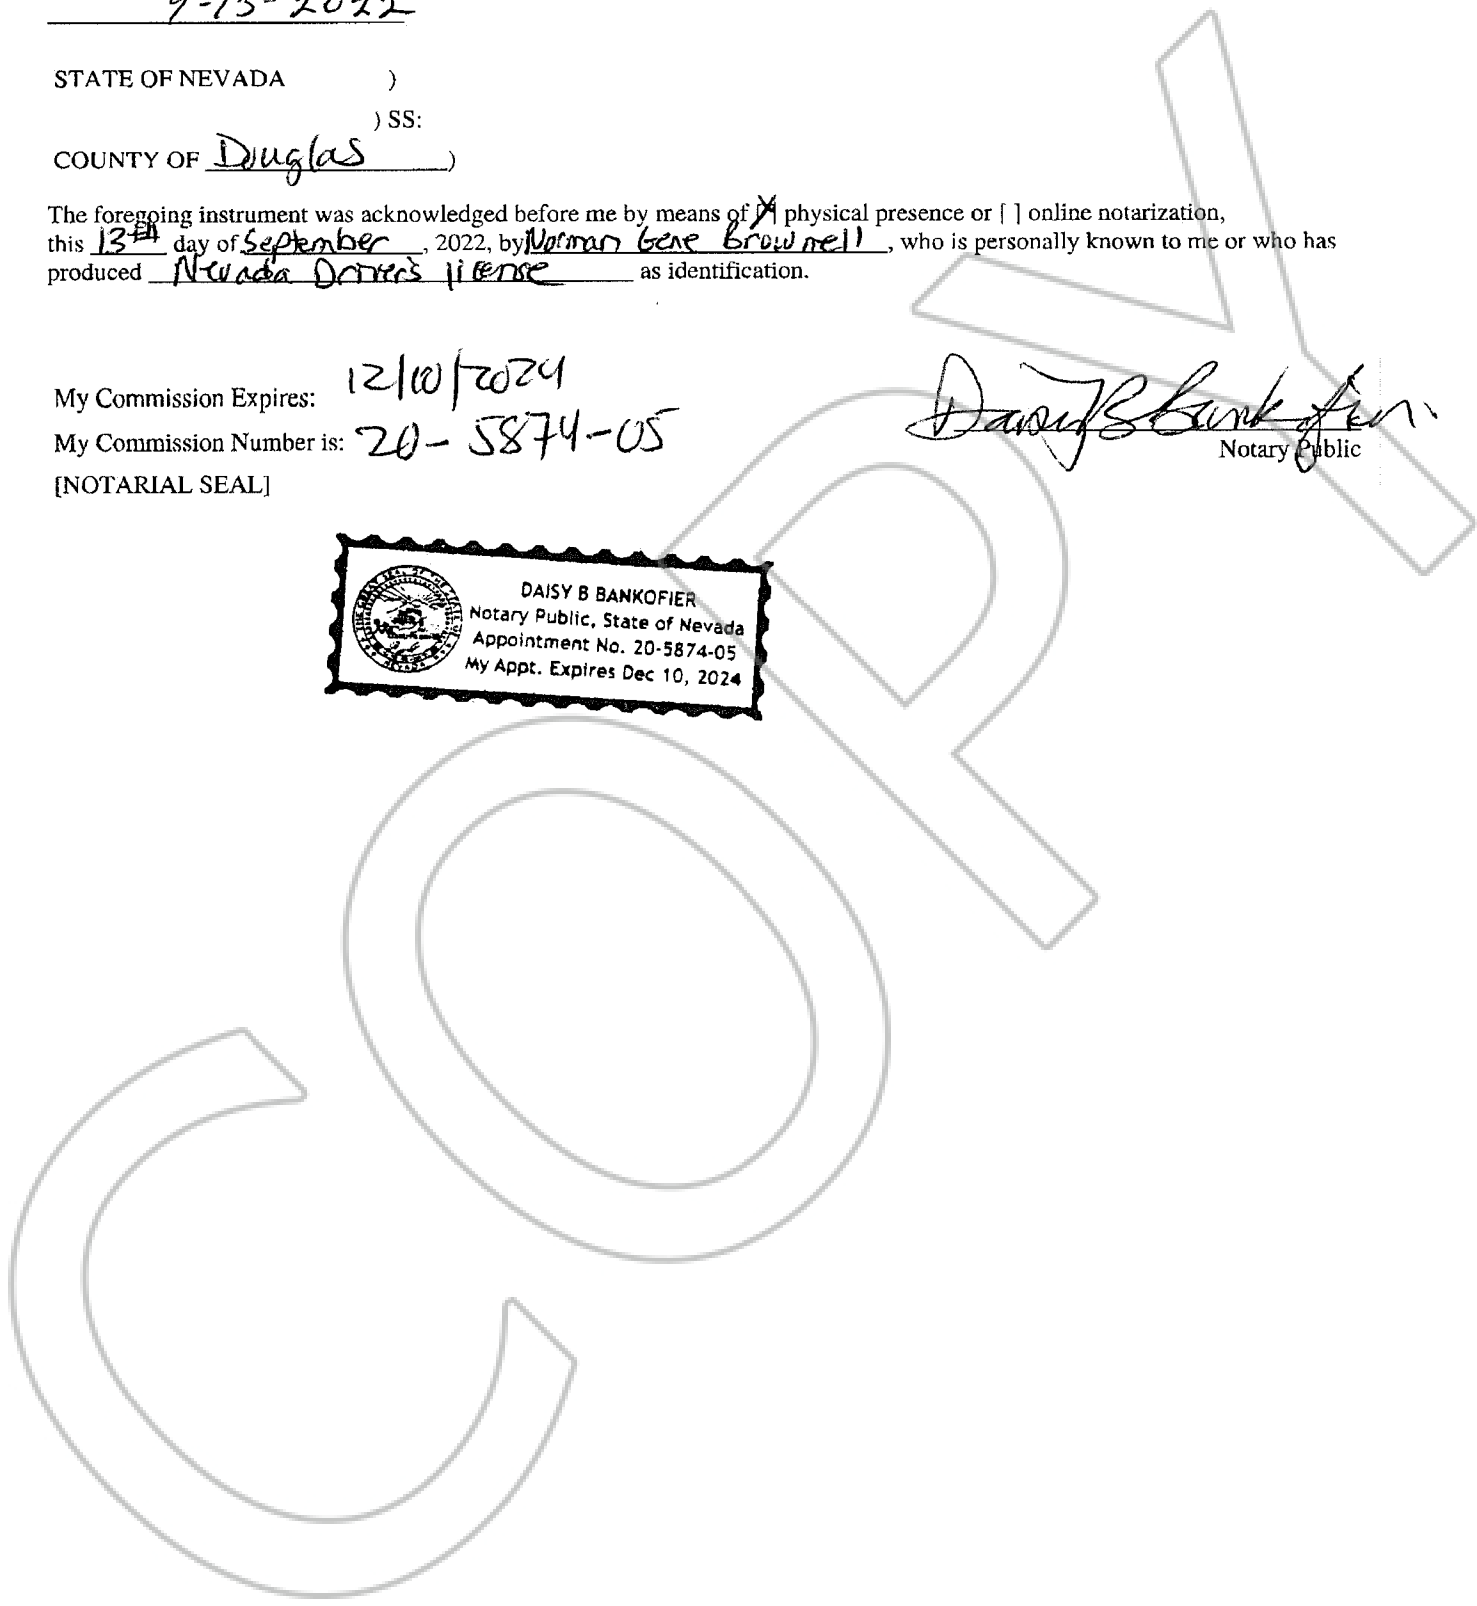 9-13-2022
STATE OF NEVADA )
) SS:
COUNTY OF Douglas )
The foregoing instrument was acknowledged before me by means of [X] physical presence or [ ] online notarization,
this 13th day of September, 2022, by Norman Gene Brownell, who is personally known to me or who has
produced Nevada Driver's license as identification.
My Commission Expires: 12/10/2024
My Commission Number is: 20-5874-05
Daisy B Bankofier
Notary Public
[NOTARIAL SEAL]
DAISY B BANKOFIER
Notary Public, State of Nevada
Appointment No. 20-5874-05
My Appt. Expires Dec 10, 2024
COPY